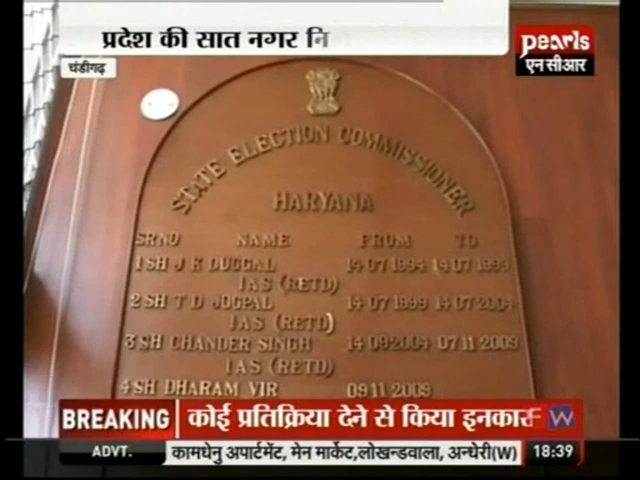 प्रदेश की सात नगर नि
pearls
एन सी आर
चंडीगढ़
STATE ELECTION COMMISSIONER
HARYANA
SRNO NAME FROM TO
1 SH J K DUGGAL 14 07 1994 14 07 1999
IAS (RETD)
2 SH T D JOGPAL 14 07 1999 14 07 2004
IAS (RETD)
3 SH CHANDER SINGH 14 09 2004 07 11 2009
IAS (RETD)
4 SH DHARAM VIR 09 11 2009
BREAKING कोई प्रतिक्रिया देने से किया इनकार
ADVT. कामधेनु अपार्टमेंट, मेन मार्केट,लोखन्डवाला, अन्धेरी(W) 18:39